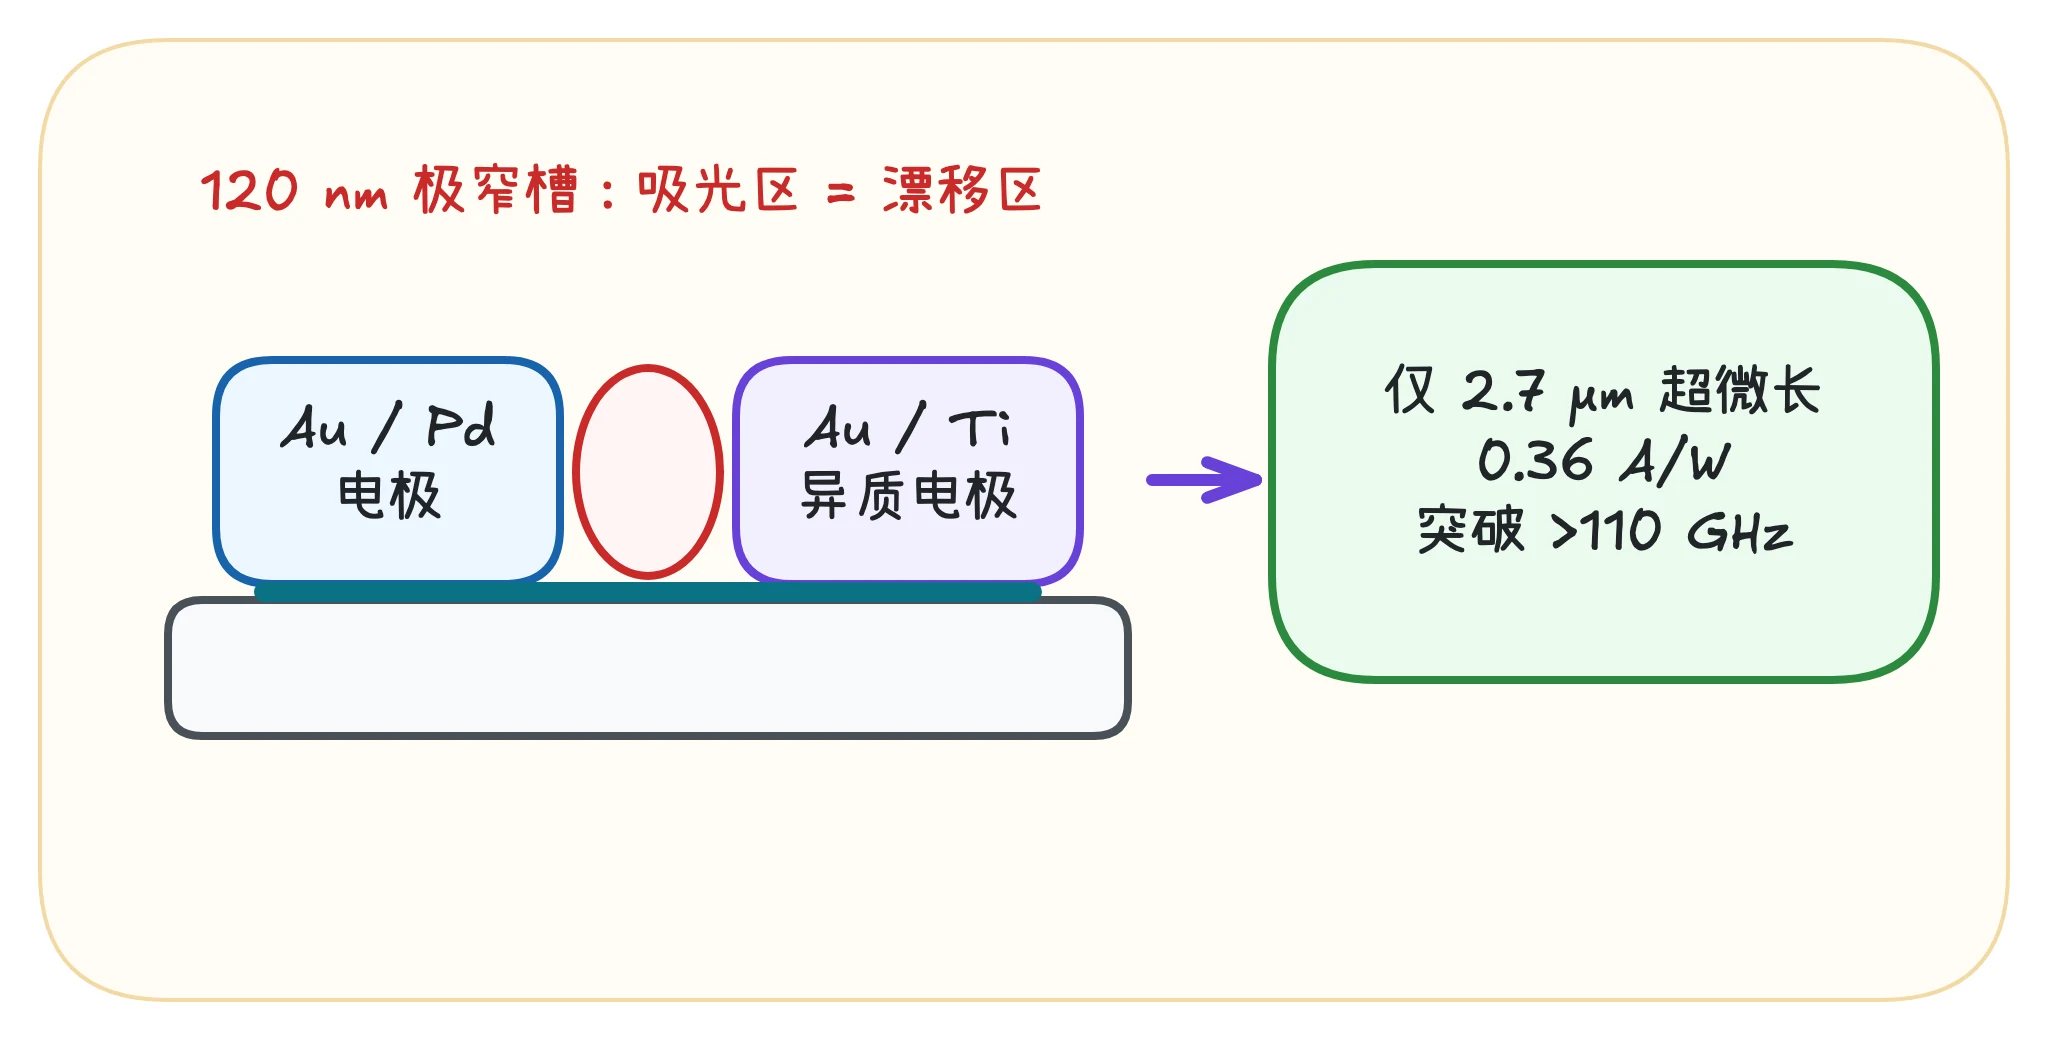 120 nm 极窄槽：吸光区 = 漂移区
Au / Pd
电极
Au / Ti
异质电极
仅 2.7 μm 超微长
0.36 A/W
突破 >110 GHz